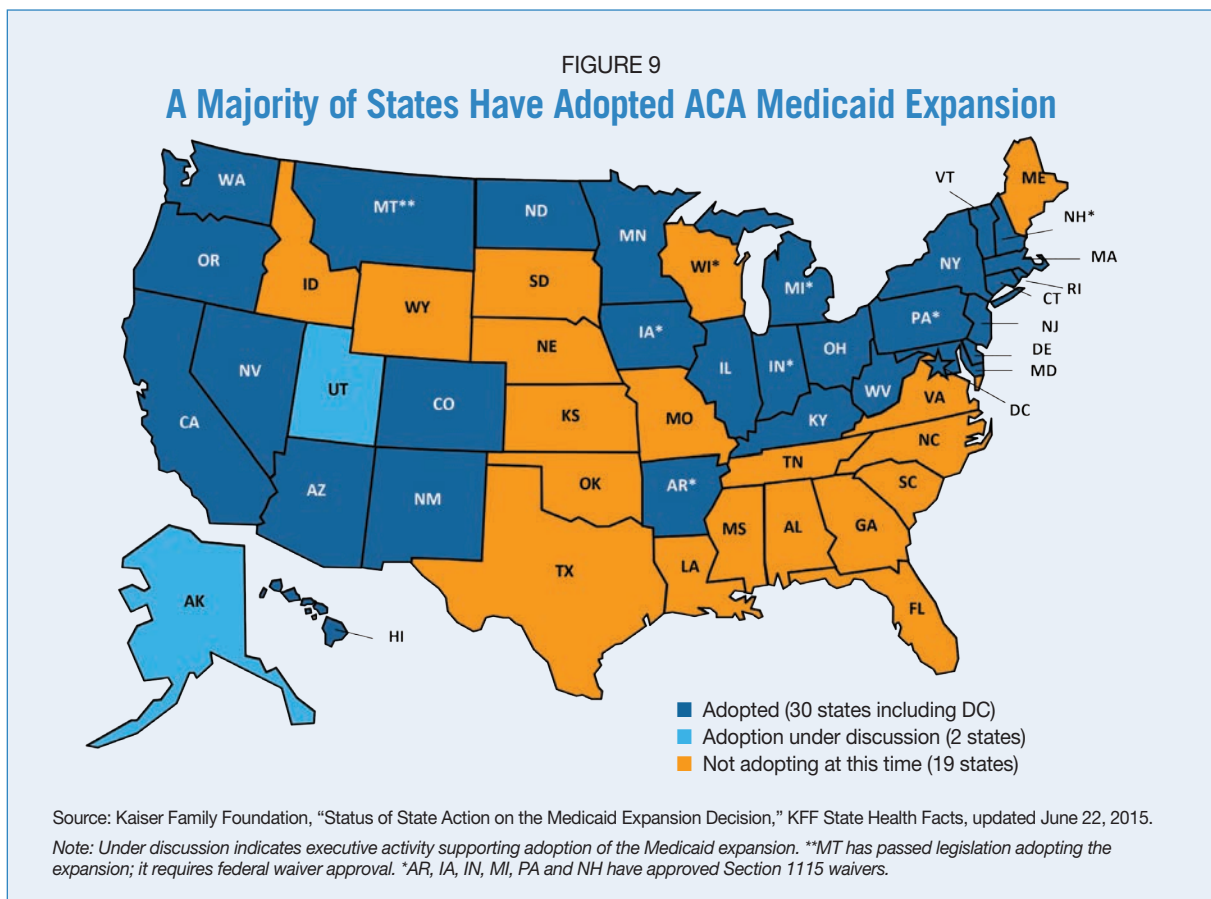 FIGURE 9
A Majority of States Have Adopted ACA Medicaid Expansion
WA
OR
CA
NV
ID
MT**
WY
UT
AZ
CO
NM
ND
SD
NE
KS
OK
TX
MN
IA*
MO
AR*
LA
WI*
IL
MI*
IN*
OH
KY
TN
MS
AL
GA
FL
SC
NC
VA
WV
PA*
NY
VT
ME
NH*
MA
RI
CT
NJ
DE
MD
DC
AK
HI
Adopted (30 states including DC)
Adoption under discussion (2 states)
Not adopting at this time (19 states)
Source: Kaiser Family Foundation, “Status of State Action on the Medicaid Expansion Decision,” KFF State Health Facts, updated June 22, 2015.
Note: Under discussion indicates executive activity supporting adoption of the Medicaid expansion. **MT has passed legislation adopting the
expansion; it requires federal waiver approval. *AR, IA, IN, MI, PA and NH have approved Section 1115 waivers.